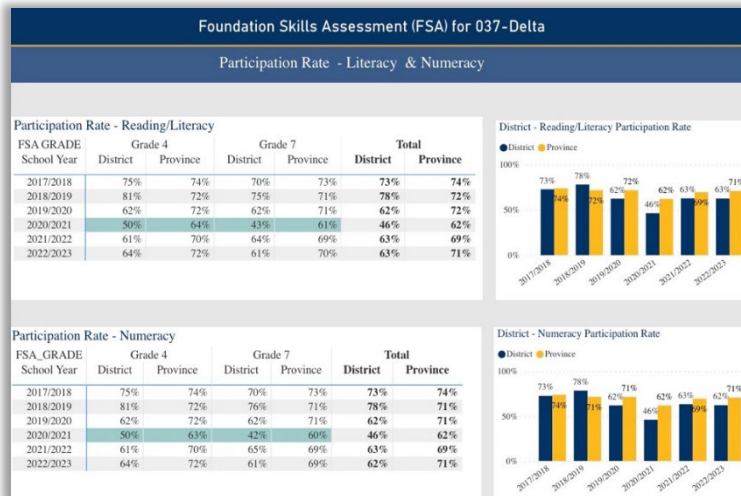 Foundation Skills Assessment (FSA) for 037-Delta
Participation Rate - Literacy & Numeracy
Participation Rate - Reading/Literacy
FSA GRADE Grade 4 Grade 7 Total
School Year District Province District Province District Province
2017/2018 75% 74% 70% 73% 73% 74%
2018/2019 81% 72% 75% 71% 78% 72%
2019/2020 62% 72% 62% 71% 62% 72%
2020/2021 50% 64% 43% 61% 46% 62%
2021/2022 61% 70% 64% 69% 63% 69%
2022/2023 64% 72% 61% 70% 63% 71%
District - Reading/Literacy Participation Rate
District Province
100%
73% 74% 78% 72% 62% 72% 46% 62% 63% 69% 63% 71%
50%
0%
2017/2018 2018/2019 2019/2020 2020/2021 2021/2022 2022/2023
Participation Rate - Numeracy
FSA_GRADE Grade 4 Grade 7 Total
School Year District Province District Province District Province
2017/2018 75% 74% 70% 73% 73% 74%
2018/2019 81% 72% 76% 71% 78% 71%
2019/2020 62% 72% 62% 71% 62% 71%
2020/2021 50% 63% 42% 60% 46% 62%
2021/2022 61% 70% 65% 69% 63% 69%
2022/2023 64% 72% 61% 69% 62% 71%
District - Numeracy Participation Rate
District Province
100%
73% 74% 78% 71% 62% 71% 46% 62% 63% 69% 62% 71%
50%
0%
2017/2018 2018/2019 2019/2020 2020/2021 2021/2022 2022/2023